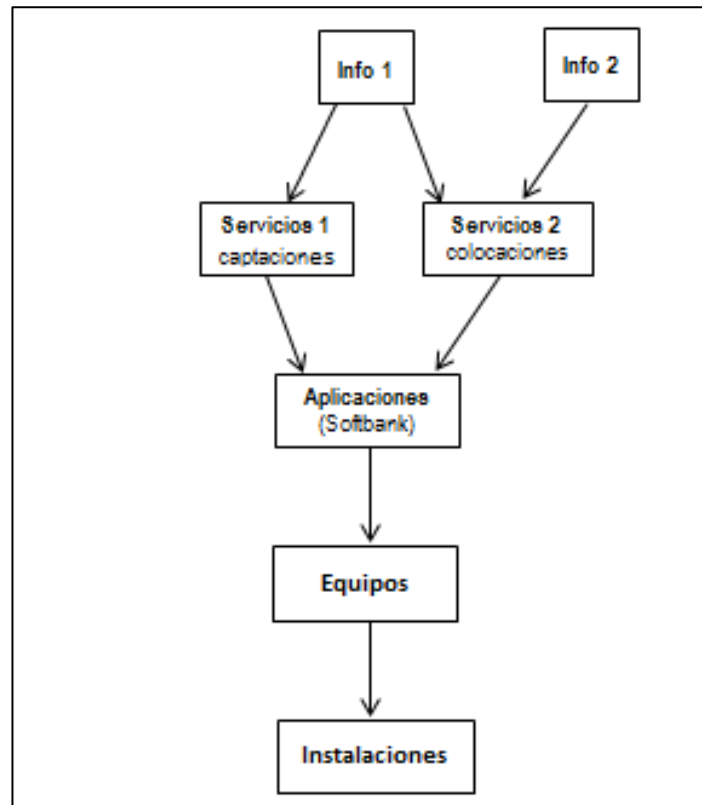 Info 1
Info 2
Servicios 1
captaciones
Servicios 2
colocaciones
Aplicaciones
(Softbank)
Equipos
Instalaciones